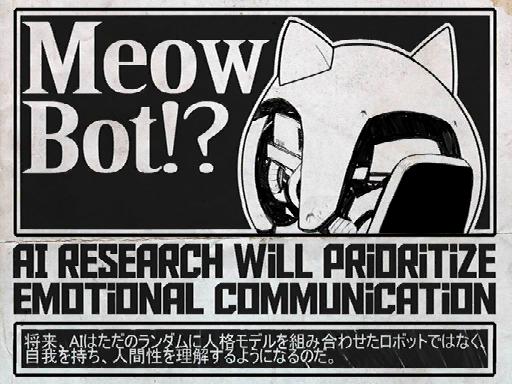 Meow
Bot!?
AI RESEARCH WiLL PRiORiTiZE
EMOTiONAL COMMUNiCATiON
将来、AIはただのランダムに人格モデルを組み合わせたロボットではなく、
自我を持ち、人間性を理解するようになるのだ。